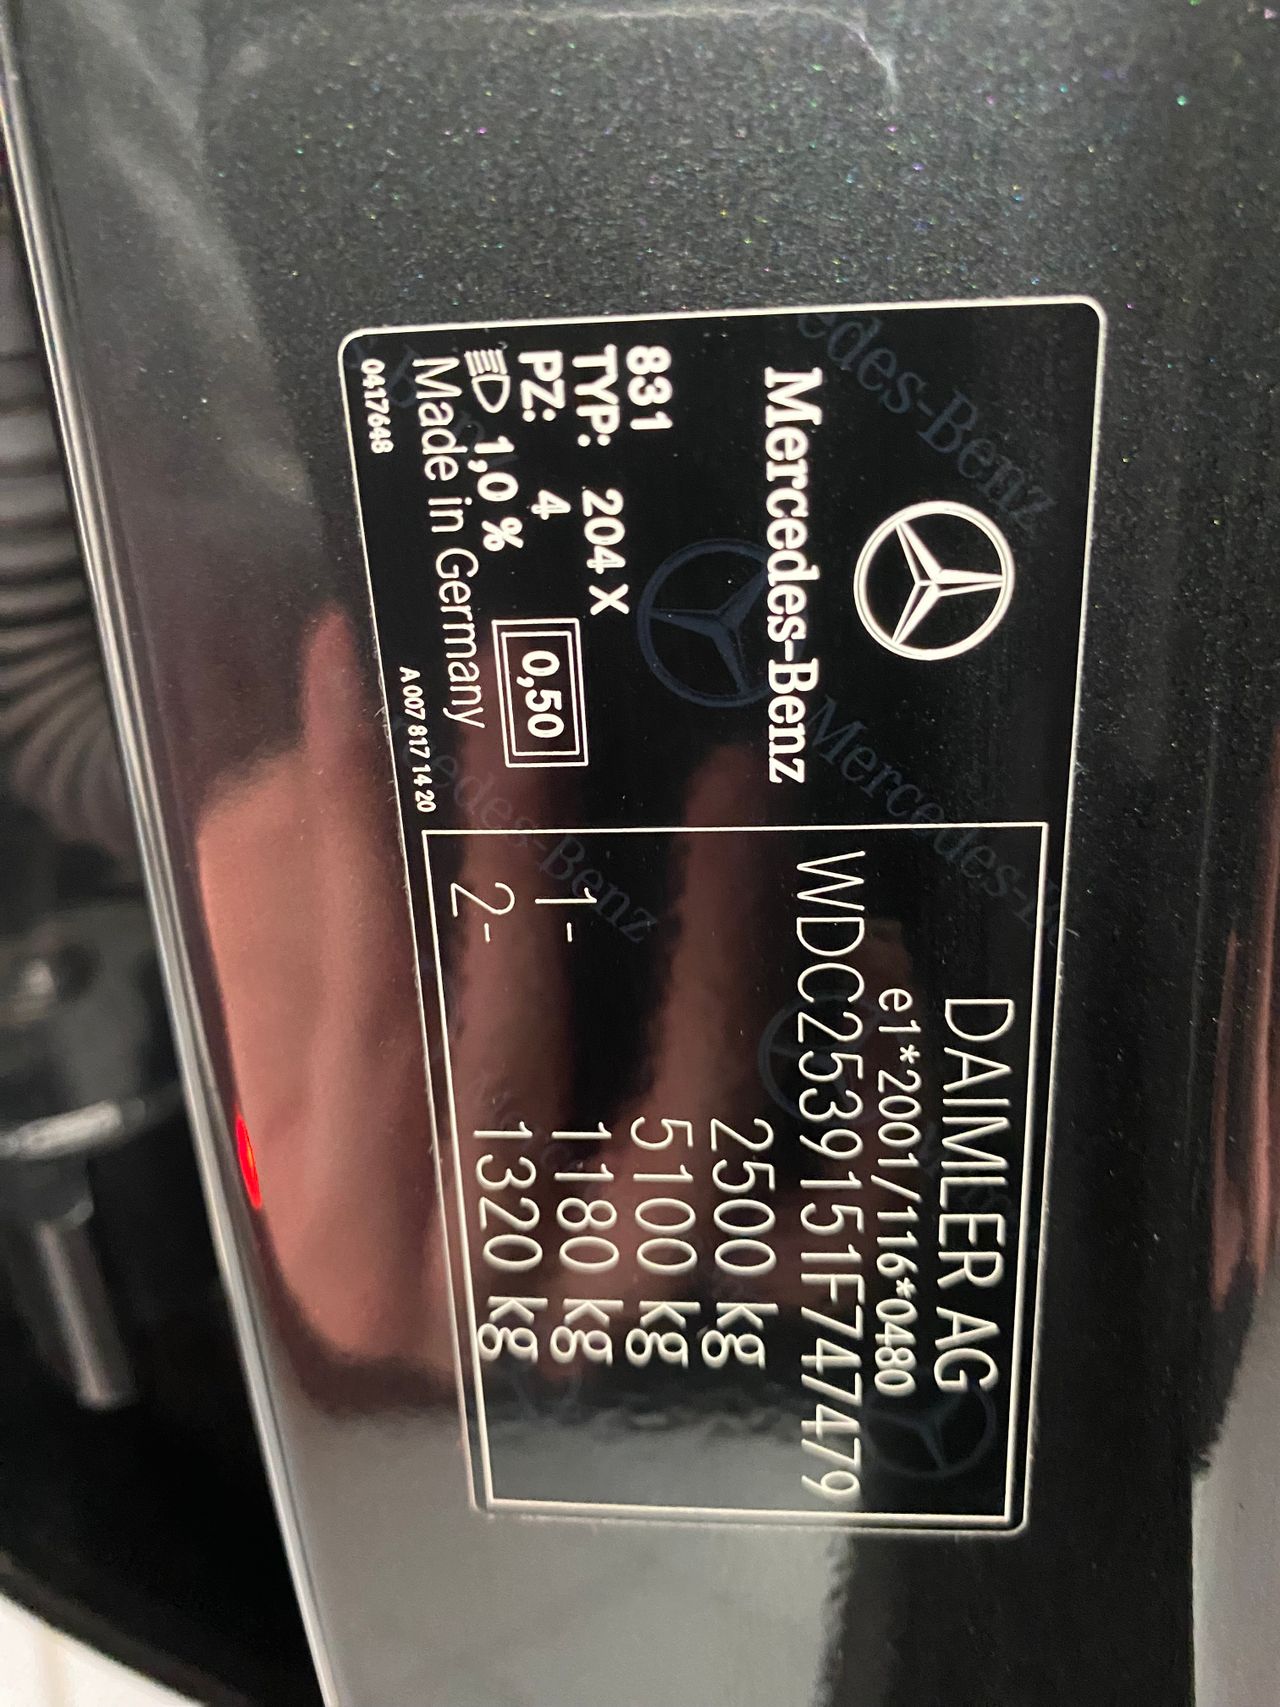 Mercedes-Benz
831
TYP: 204 X
PZ: 4
1,0 %
0,50
Made in Germany
0417648
A 007 817 14 20
DAIMLER AG
e1*2001/116*0480
WDC2539151F747479
2500 kg
5100 kg
1- 1180 kg
2- 1320 kg